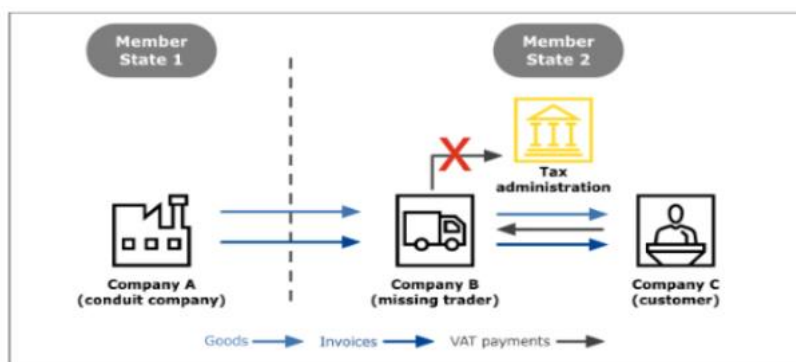 Member
State 1
Member
State 2
Tax
administration
Company A
(conduit company)
Company B
(missing trader)
Company C
(customer)
Goods
Invoices
VAT payments